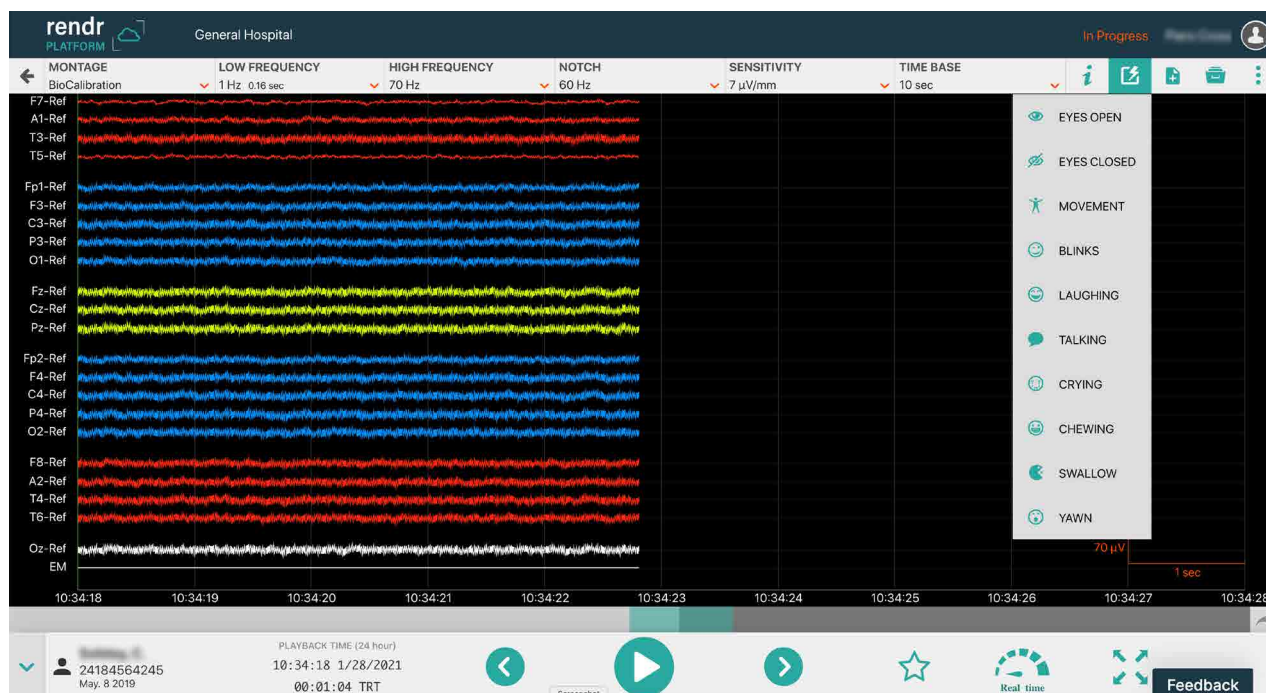 rendr
PLATFORM
General Hospital
In Progress
MONTAGE
BioCalibration
LOW FREQUENCY
1 Hz 0.16 sec
HIGH FREQUENCY
70 Hz
NOTCH
60 Hz
SENSITIVITY
7 µV/mm
TIME BASE
10 sec
i
F7-Ref
A1-Ref
T3-Ref
T5-Ref
Fp1-Ref
F3-Ref
C3-Ref
P3-Ref
O1-Ref
Fz-Ref
Cz-Ref
Pz-Ref
Fp2-Ref
F4-Ref
C4-Ref
P4-Ref
O2-Ref
F8-Ref
A2-Ref
T4-Ref
T6-Ref
Oz-Ref
EM
EYES OPEN
EYES CLOSED
MOVEMENT
BLINKS
LAUGHING
TALKING
CRYING
CHEWING
SWALLOW
YAWN
70 µV
1 sec
10:34:18 10:34:19 10:34:20 10:34:21 10:34:22 10:34:23 10:34:24 10:34:25 10:34:26 10:34:27 10:34:28
24184564245
May. 8 2019
PLAYBACK TIME (24 hour)
10:34:18 1/28/2021
00:01:04 TRT
Screenshot
Real time
Feedback